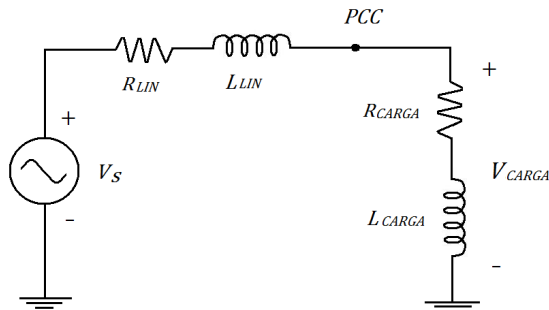 PCC
R_LIN
L_LIN
+
R_CARGA
+
V_S
V_CARGA
L_CARGA
–
–